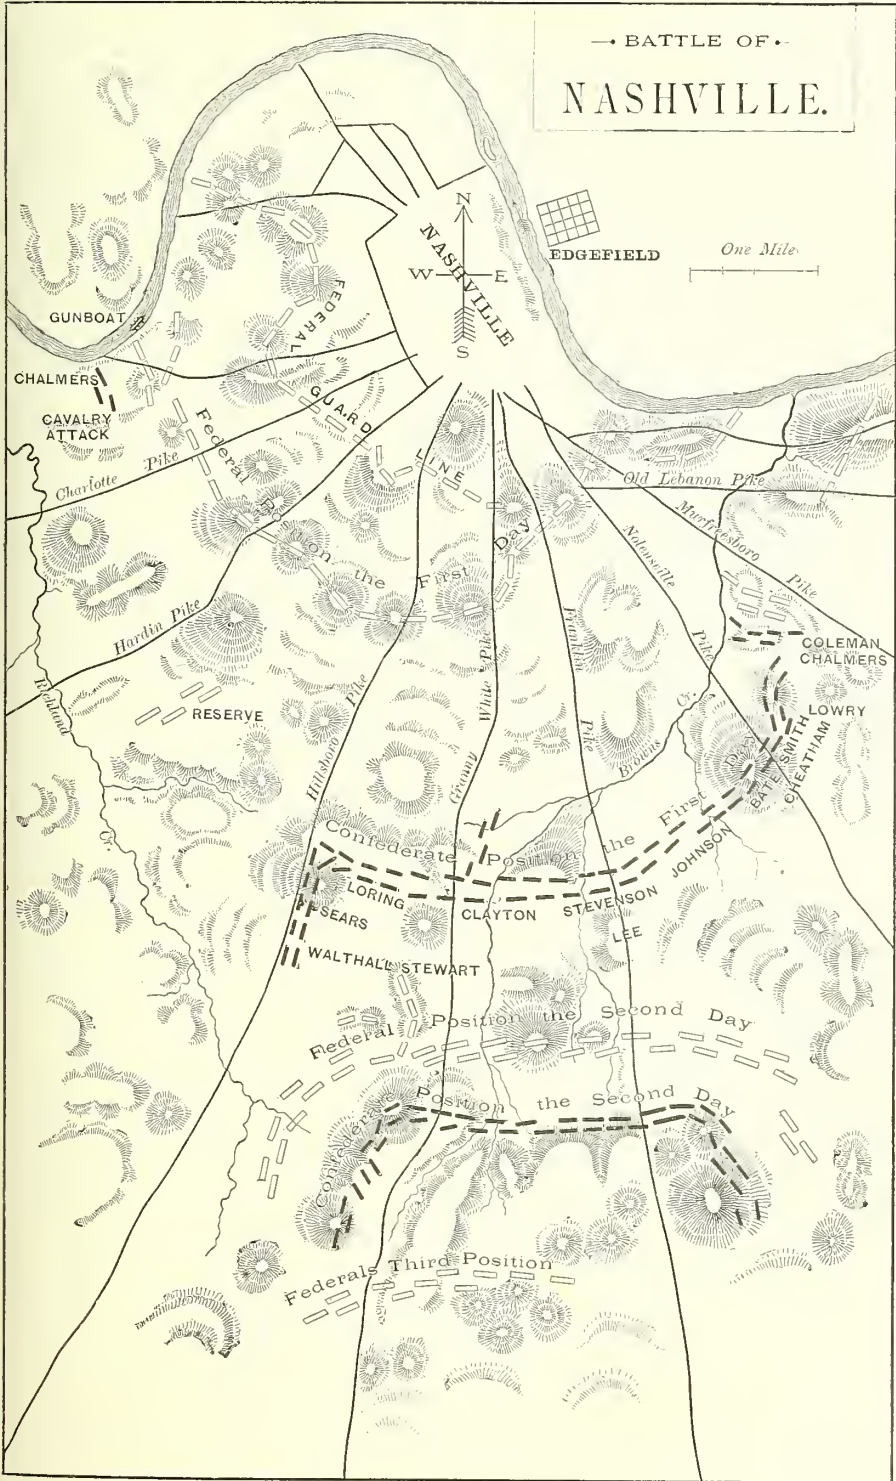 BATTLE OF
NASHVILLE.
N
W
E
S
NASHVILLE
EDGEFIELD
One Mile
GUNBOAT
CHALMERS
CAVALRY
ATTACK
FEDERAL GUARD LINE
Federal Position on the First Day
Charlotte Pike
Old Lebanon Pike
Murfreesboro Pike
Nolensville Pike
Hardin Pike
Richland Cr.
RESERVE
Hillsboro Pike
Granny White Pike
Franklin Pike
Browns Cr.
COLEMAN
CHALMERS
LOWRY
BATE
SMITH
CHEATHAM
Confederate Position the First Day
LORING
SEARS
CLAYTON
STEVENSON
JOHNSON
LEE
WALTHALL
STEWART
Federal Position the Second Day
Confederate Position the Second Day
Federals Third Position